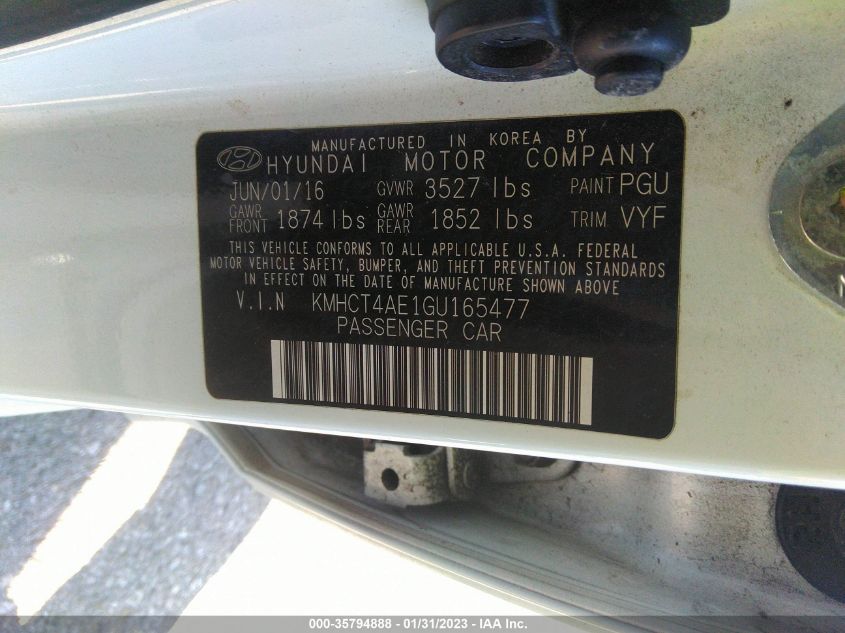 MANUFACTURED IN KOREA BY
HYUNDAI MOTOR COMPANY
JUN/01/16 GVWR 3527 lbs PAINT PGU
GAWR FRONT 1874 lbs GAWR REAR 1852 lbs TRIM VYF
THIS VEHICLE CONFORMS TO ALL APPLICABLE U.S.A. FEDERAL
MOTOR VEHICLE SAFETY, BUMPER, AND THEFT PREVENTION STANDARDS
IN EFFECT ON THE DATE OF MANUFACTURE SHOWN ABOVE
V.I.N KMHCT4AE1GU165477
PASSENGER CAR
000-35794888 - 01/31/2023 - IAA Inc.